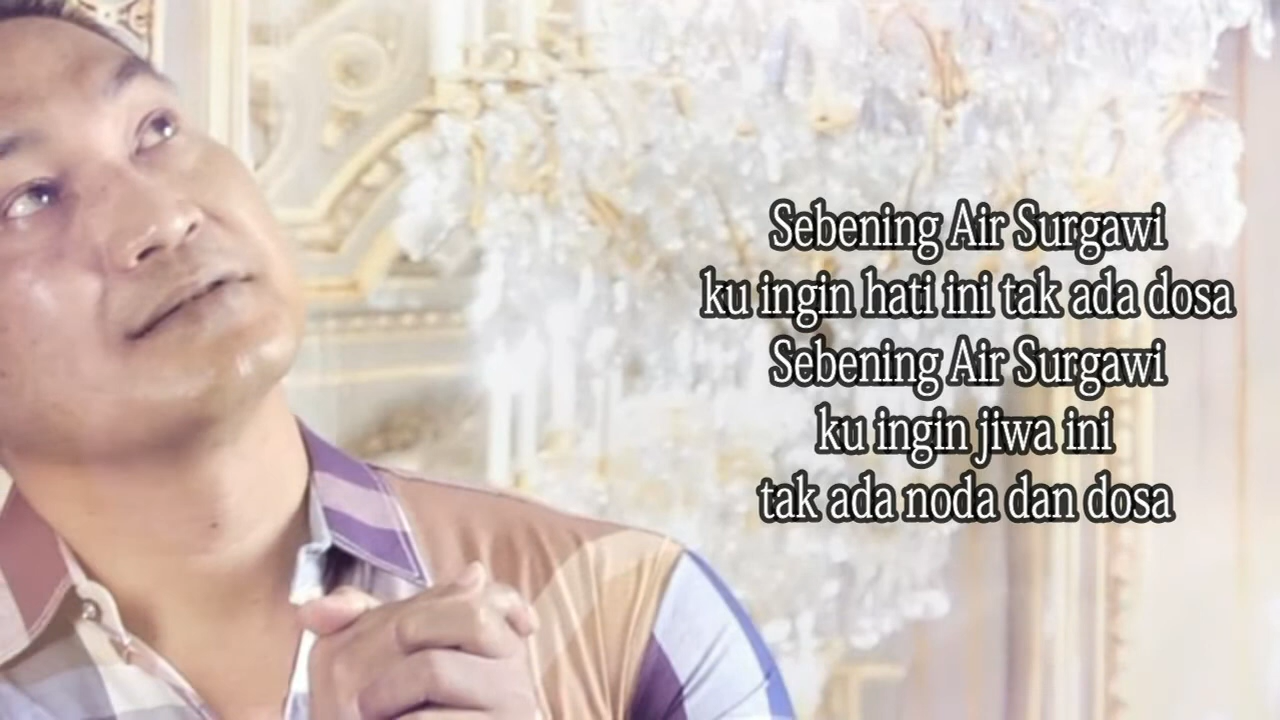 Sebening Air Surgawi
ku ingin hati ini tak ada dosa
Sebening Air Surgawi
ku ingin jiwa ini
tak ada noda dan dosa